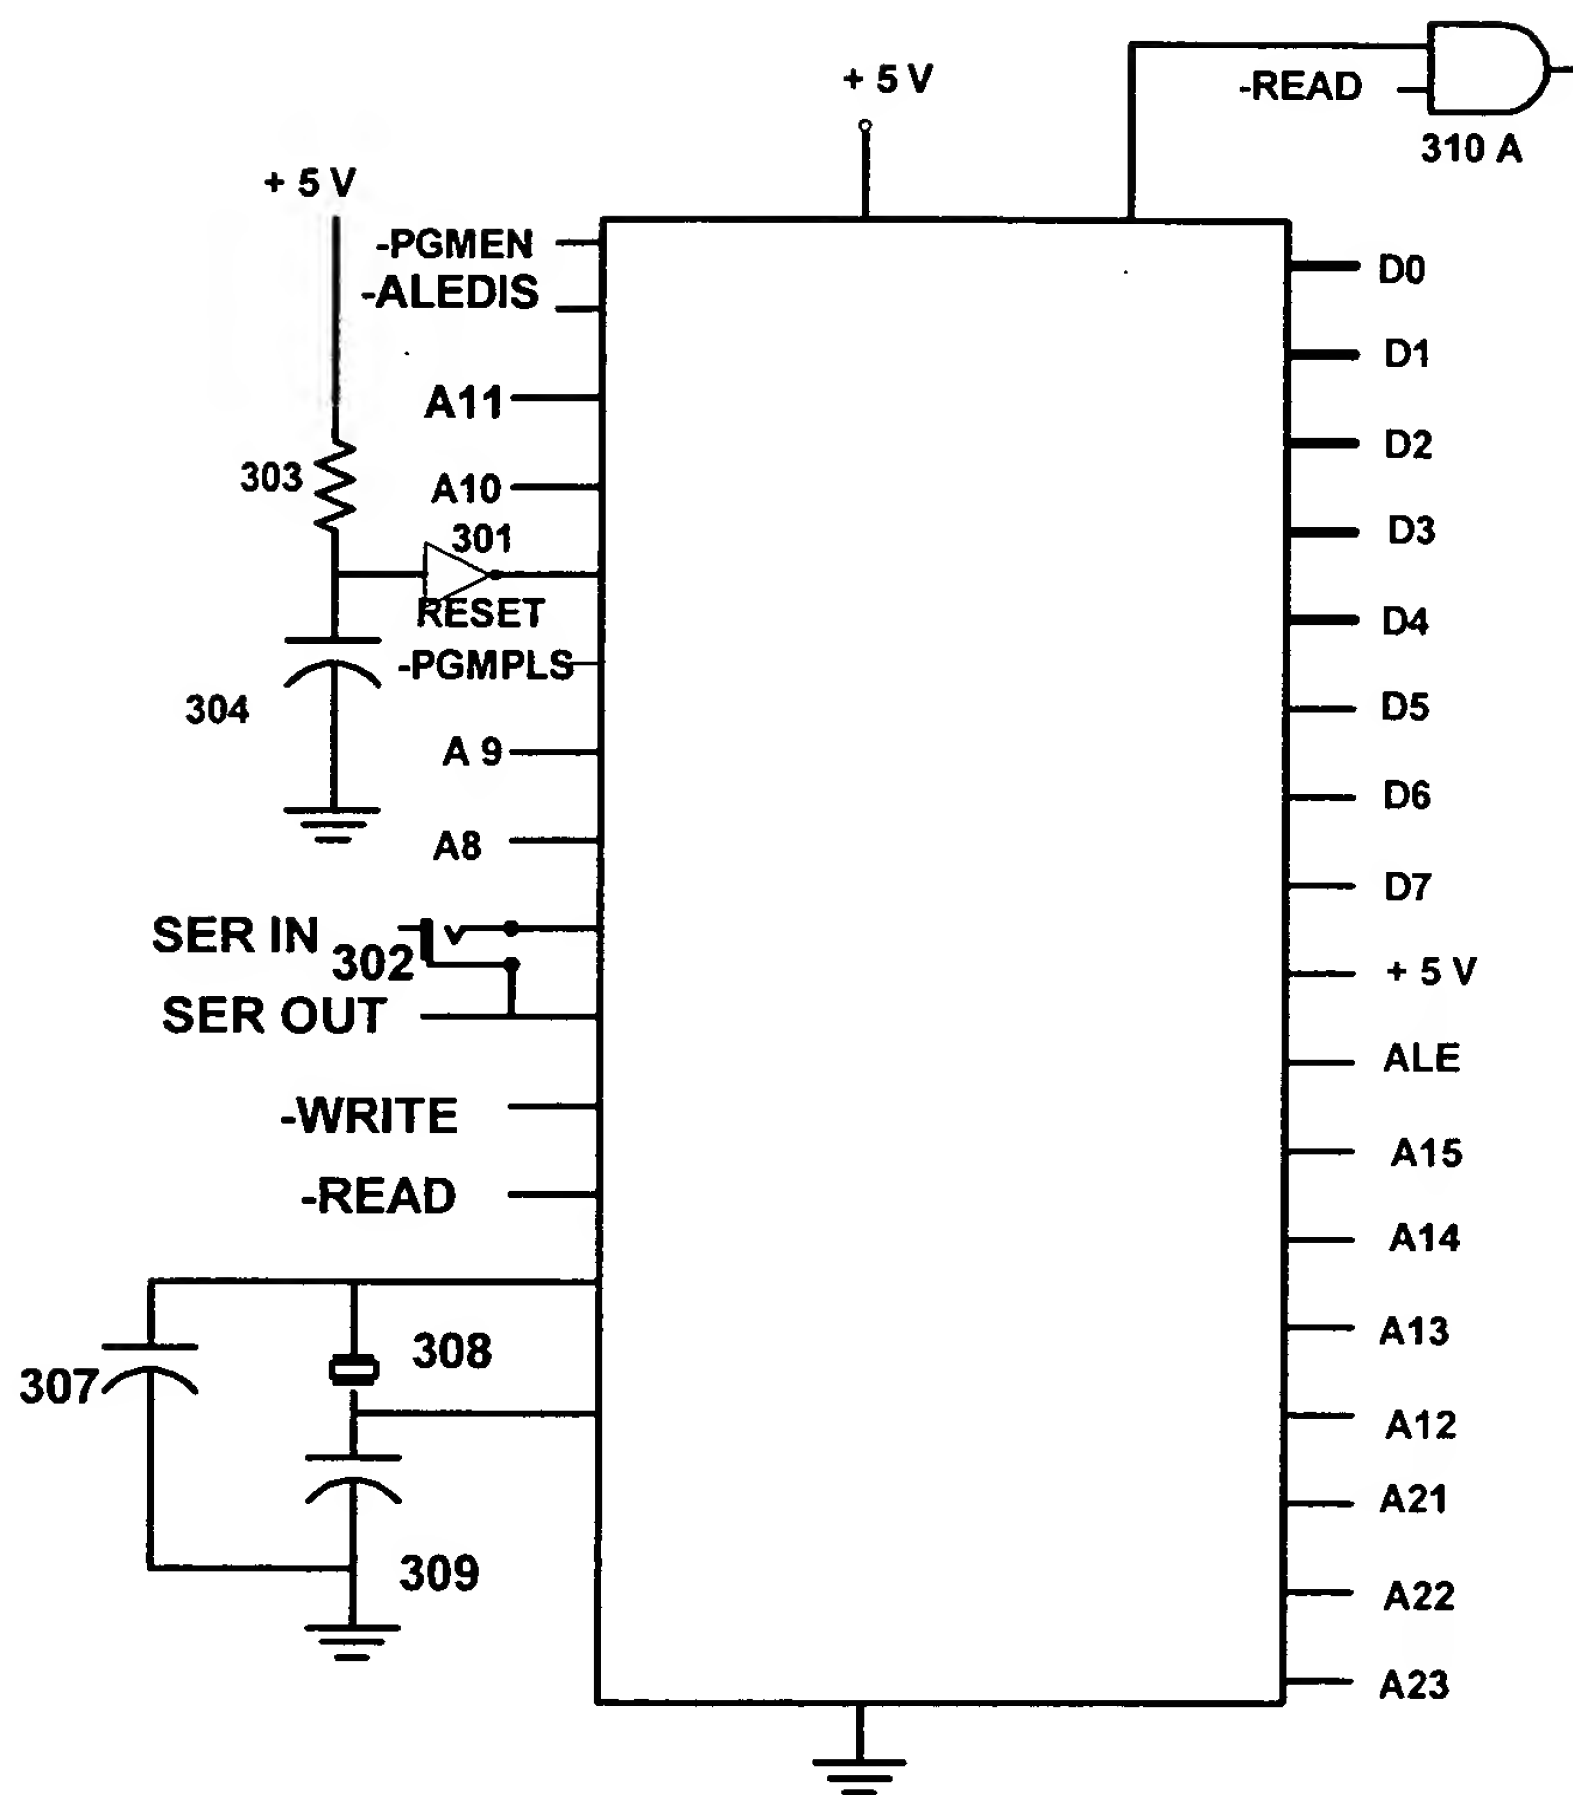 + 5 V
-READ
310 A
+ 5 V
-PGMEN
-ALEDIS
A11
303
A10
301
RESET
-PGMPLS
304
A 9
A8
SER IN
302
SER OUT
-WRITE
-READ
308
307
309
D0
D1
D2
D3
D4
D5
D6
D7
+ 5 V
ALE
A15
A14
A13
A12
A21
A22
A23